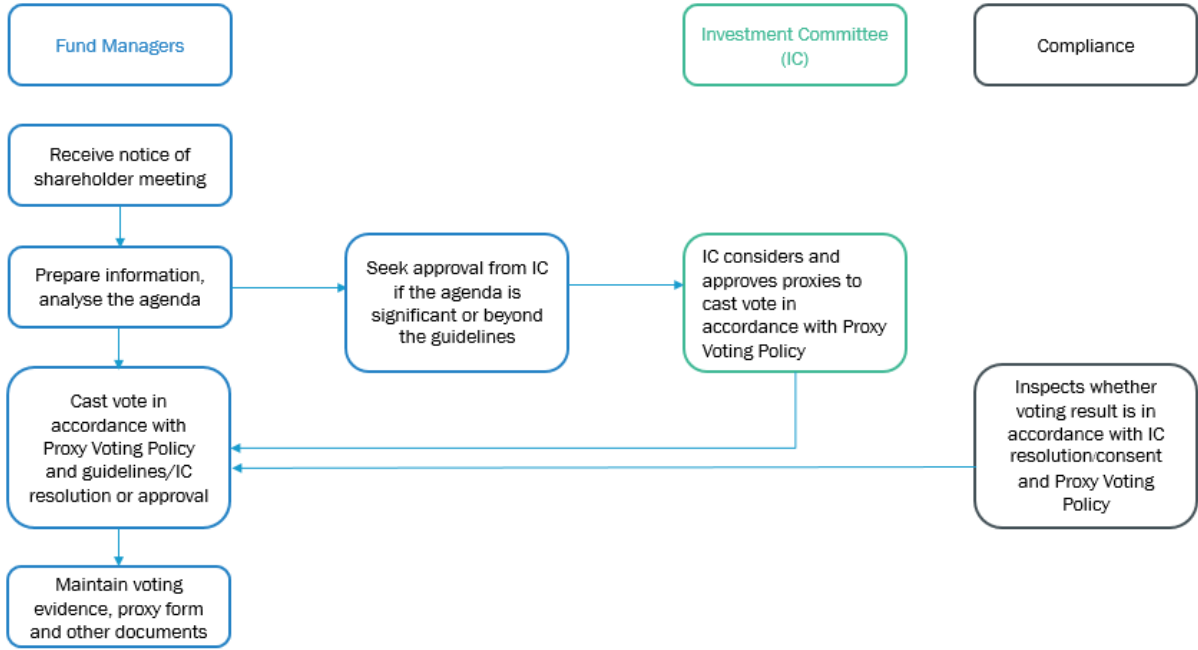 Fund Managers
Investment Committee
(IC)
Compliance
Receive notice of
shareholder meeting
Prepare information,
analyse the agenda
Seek approval from IC
if the agenda is
significant or beyond
the guidelines
IC considers and
approves proxies to
cast vote in
accordance with Proxy
Voting Policy
Cast vote in
accordance with
Proxy Voting Policy
and guidelines/IC
resolution or approval
Inspects whether
voting result is in
accordance with IC
resolution/consent
and Proxy Voting
Policy
Maintain voting
evidence, proxy form
and other documents